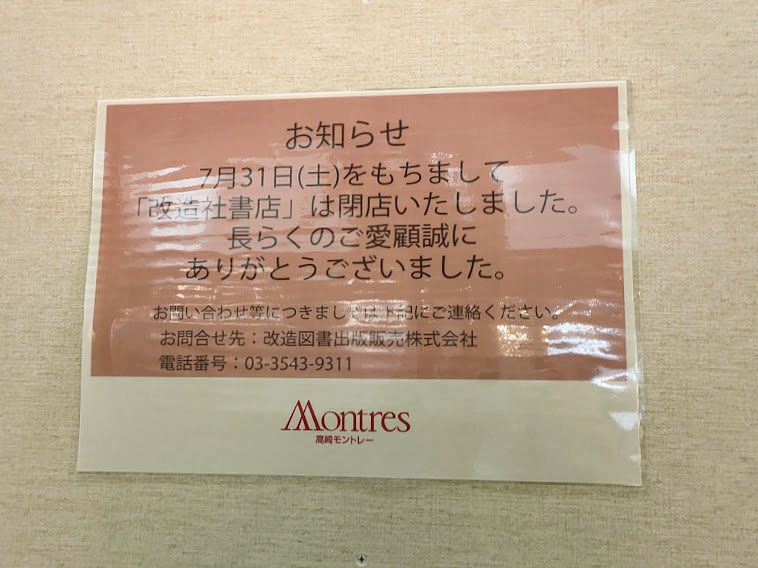 お知らせ
7月31日(土)をもちまして
「改造社書店」は閉店いたしました。
長らくのご愛顧誠に
ありがとうございました。
お問い合わせ等につきましては下記にご連絡ください。
お問合せ先：改造図書出版販売株式会社
電話番号：03-3543-9311
Montres
高崎モントレー